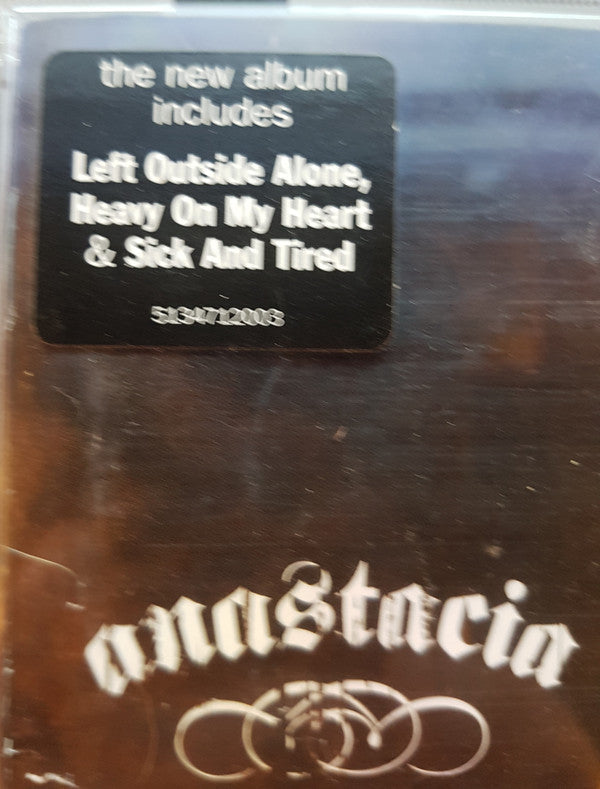 the new album
includes
Left Outside Alone,
Heavy On My Heart
& Sick And Tired
5134712003
anastacia